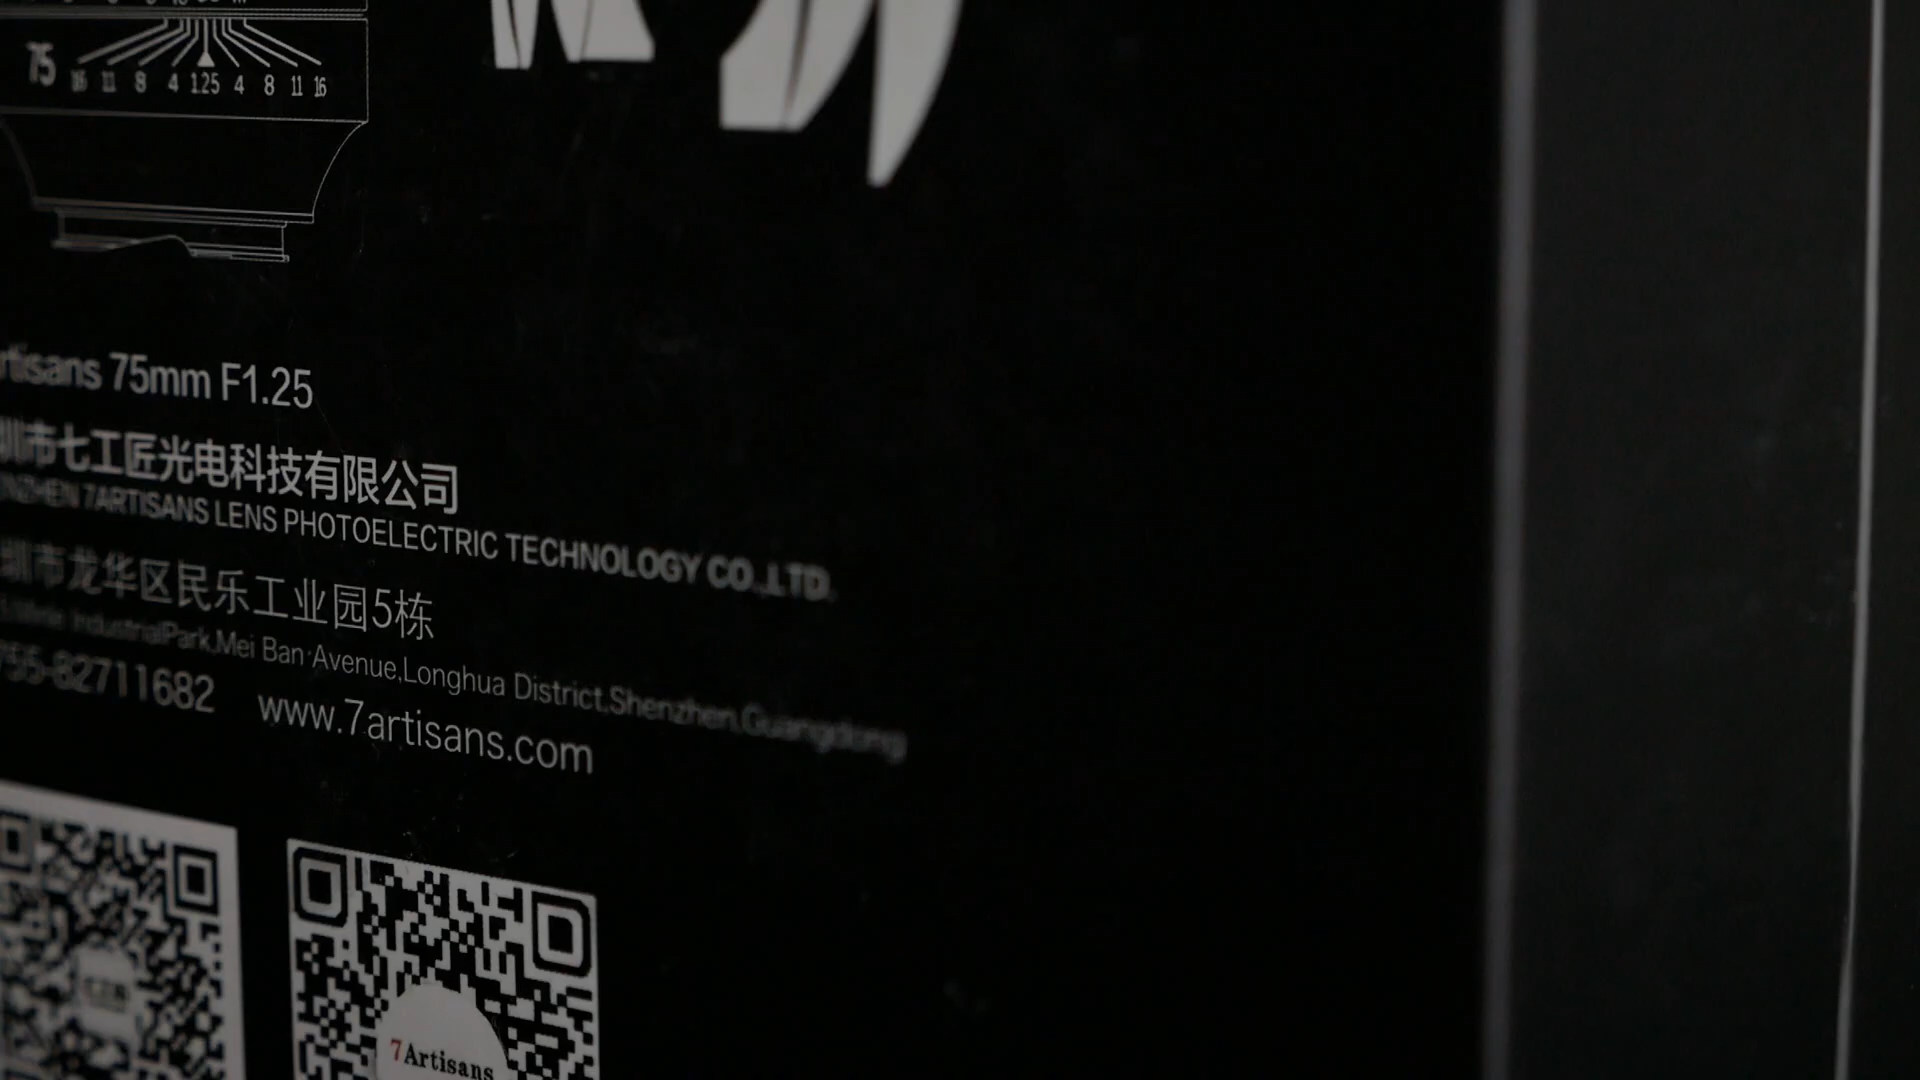 75 16 11 8 4 1.25 4 8 11 16
rtisans 75mm F1.25
圳市七工匠光电科技有限公司
NZHEN 7ARTISANS LENS PHOTOELECTRIC TECHNOLOGY CO.,LTD.
圳市龙华区民乐工业园5栋
IndustrialPark,Mei Ban Avenue,Longhua District,Shenzhen,Guangdong
755-82711682 www.7artisans.com
7Artisans